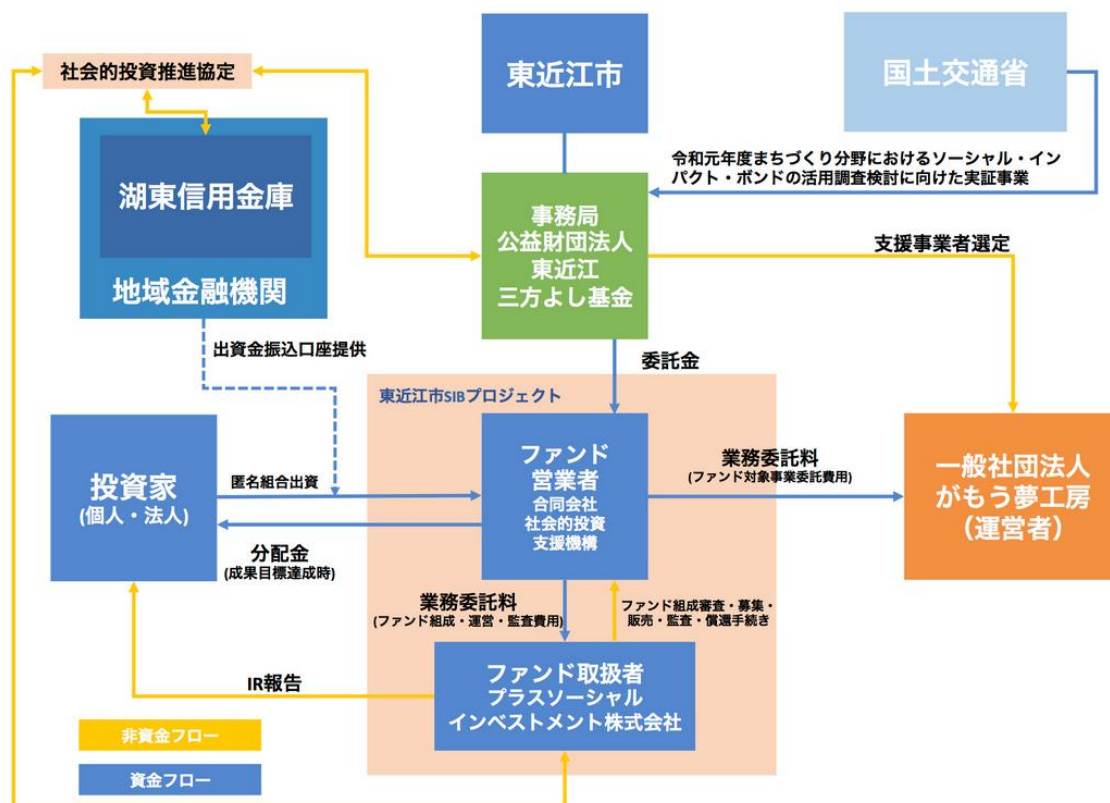 社会的投資推進協定
東近江市
国土交通省
令和元年度まちづくり分野におけるソーシャル・イン
パクト・ボンドの活用調査検討に向けた実証事業
湖東信用金庫
地域金融機関
事務局
公益財団法人
東近江
三方よし基金
支援事業者選定
出資金振込口座提供
委託金
東近江市SIBプロジェクト
投資家
(個人・法人)
匿名組合出資
分配金
(成果目標達成時)
ファンド
営業者
合同会社
社会的投資
支援機構
業務委託料
(ファンド対象事業委託費用)
一般社団法人
がもう夢工房
（運営者）
業務委託料
(ファンド組成・運営・監査費用)
ファンド組成審査・募集・
販売・監査・償還手続き
IR報告
ファンド取扱者
プラスソーシャル
インベストメント株式会社
非資金フロー
資金フロー